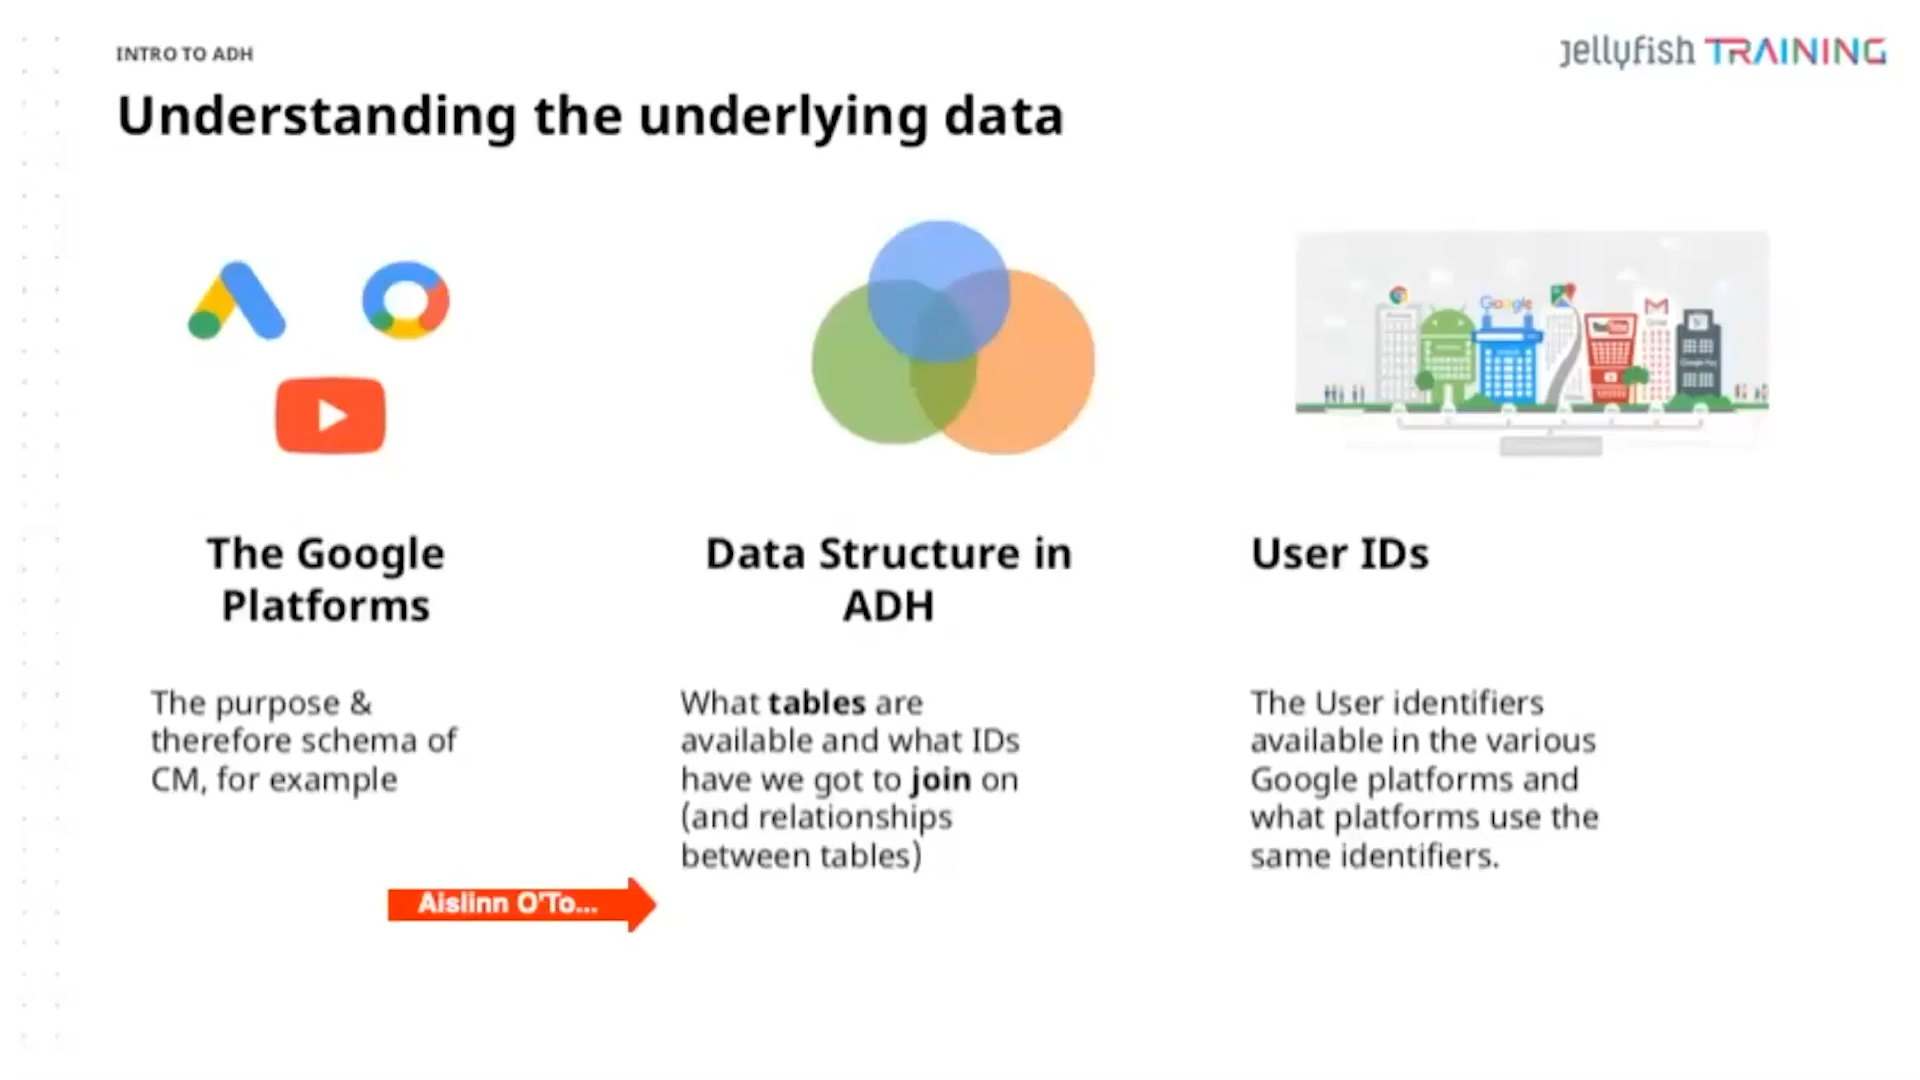 INTRO TO ADH
jellyfish TRAINING
Understanding the underlying data
Google
The Google
Platforms
The purpose &
therefore schema of
CM, for example
Data Structure in
ADH
What tables are
available and what IDs
have we got to join on
(and relationships
between tables)
User IDs
The User identifiers
available in the various
Google platforms and
what platforms use the
same identifiers.
Aislinn O'To...